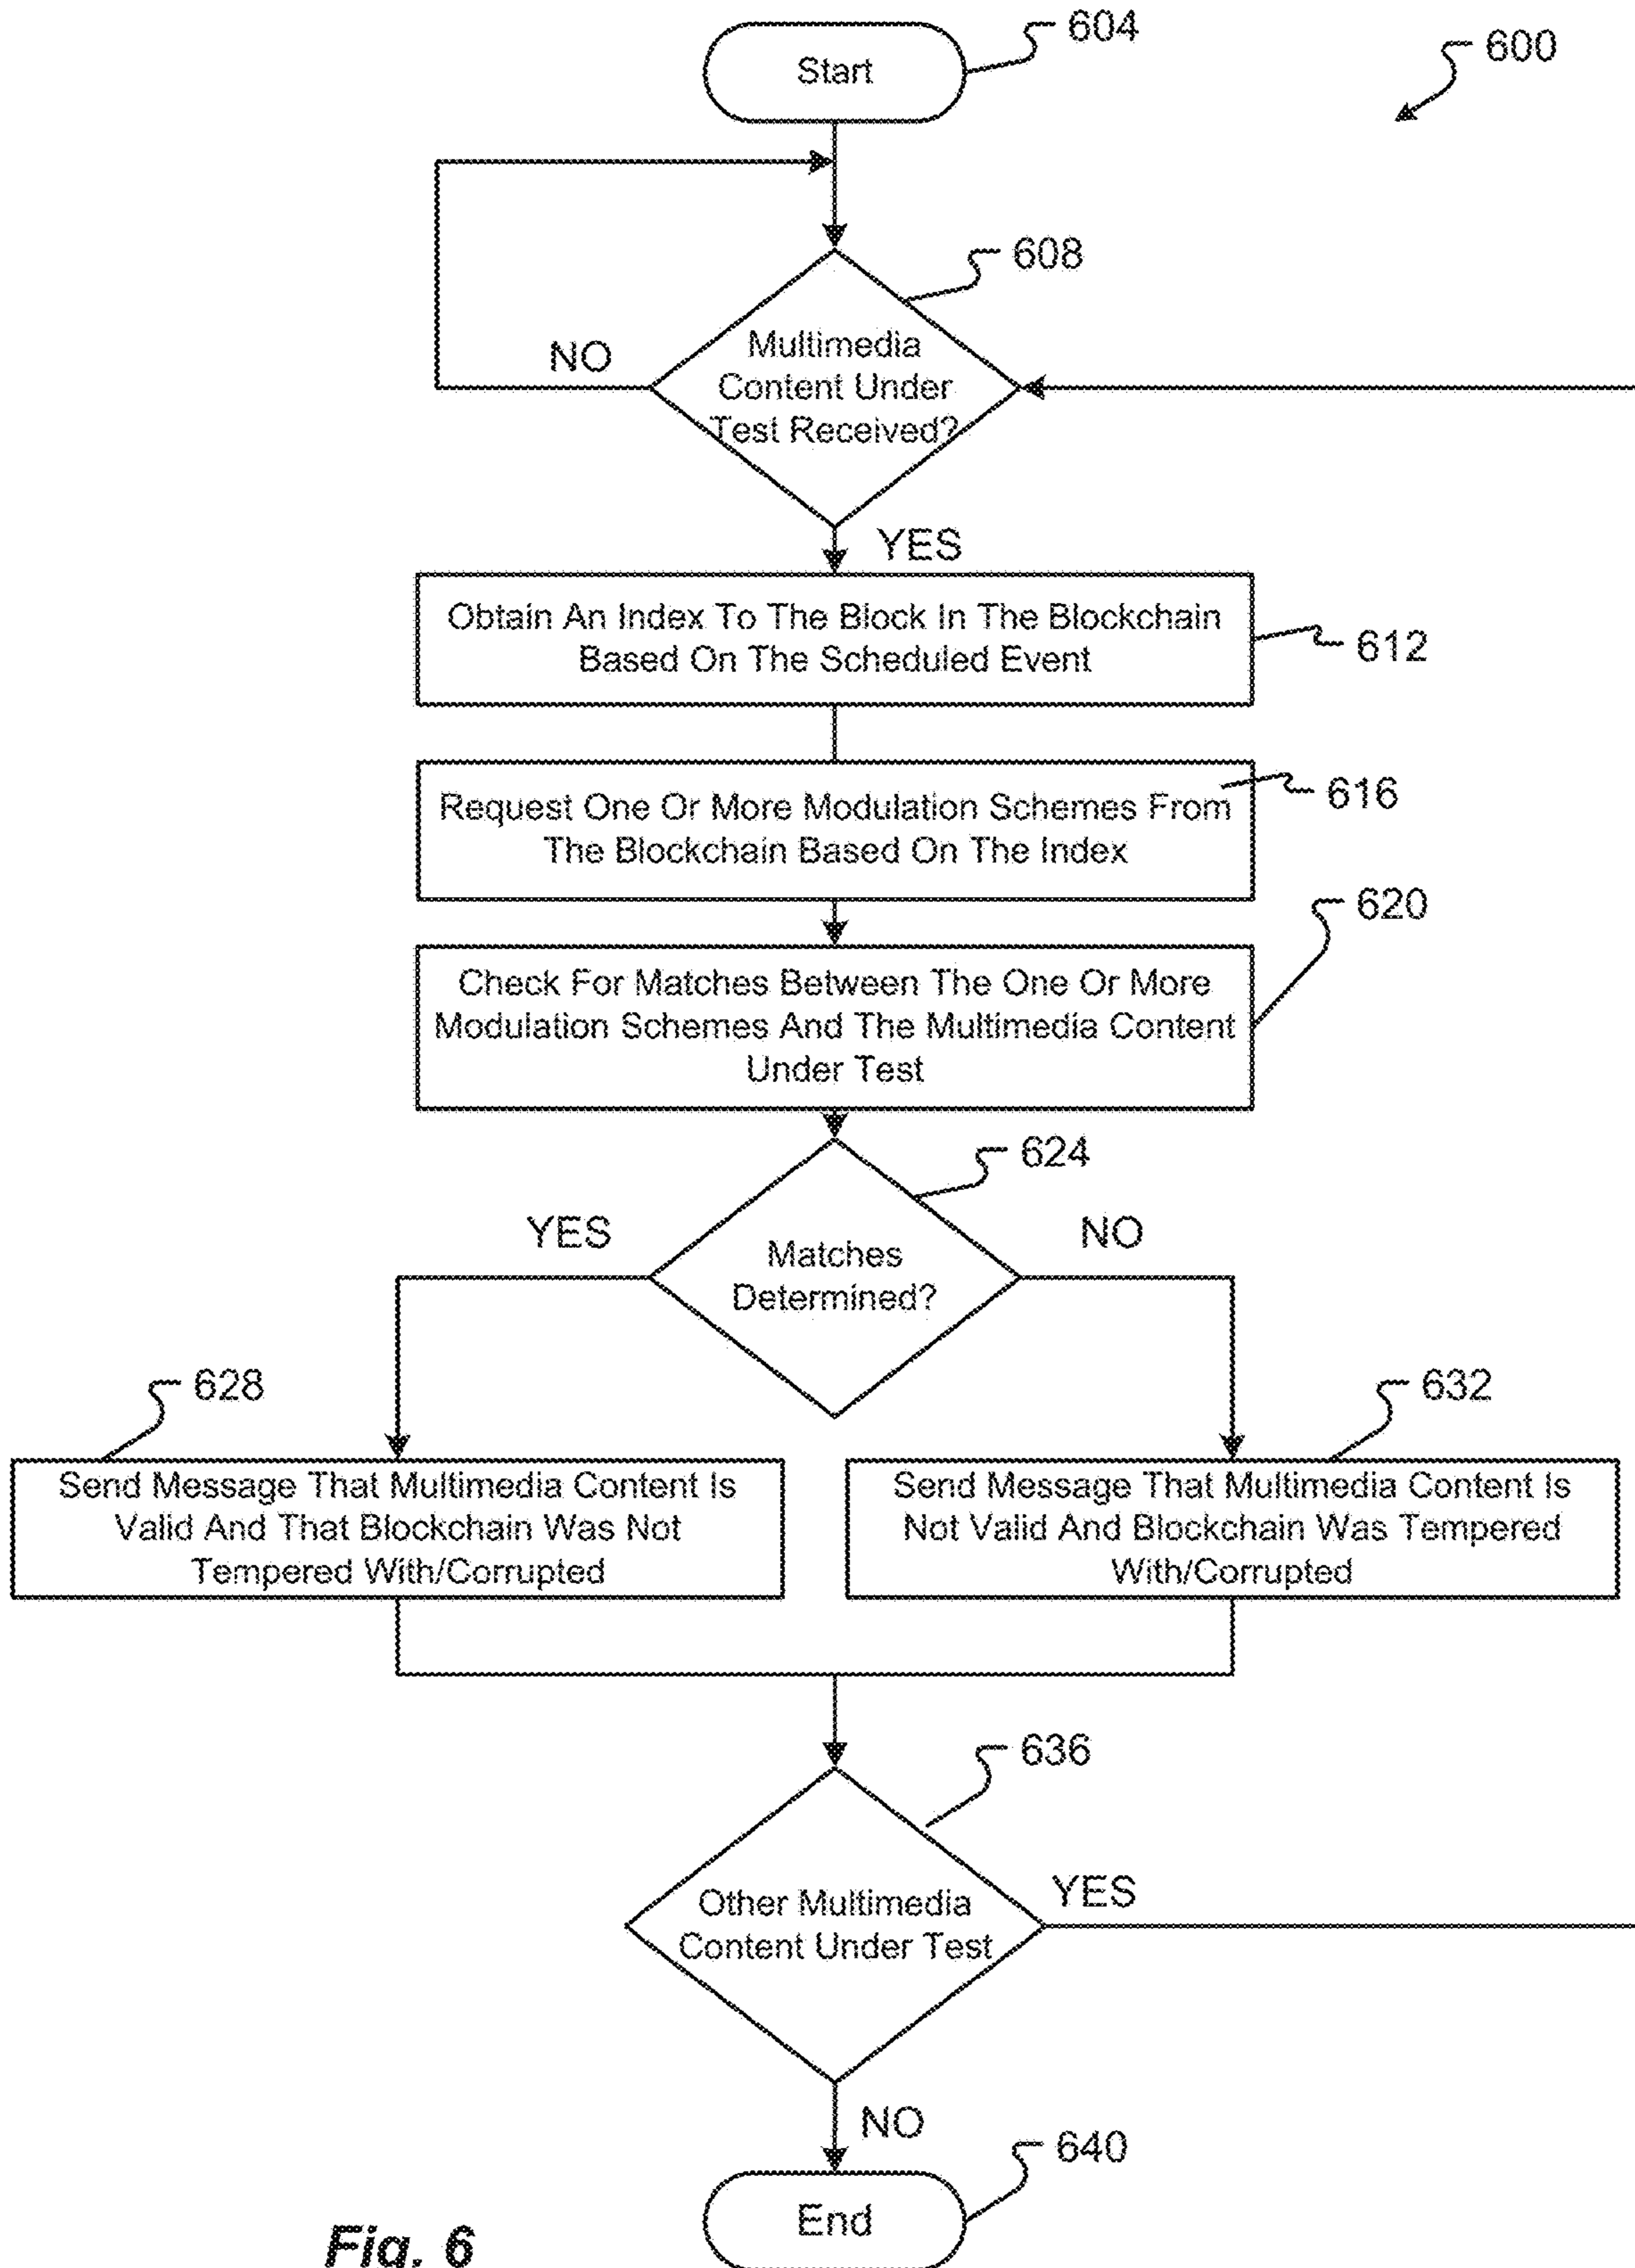 Start
604
600
608
NO
Multimedia
Content Under
Test Received?
YES
Obtain An Index To The Block In The Blockchain
Based On The Scheduled Event
612
Request One Or More Modulation Schemes From
The Blockchain Based On The Index
616
620
Check For Matches Between The One Or More
Modulation Schemes And The Multimedia Content
Under Test
624
YES
NO
Matches
Determined?
628
632
Send Message That Multimedia Content Is
Valid And That Blockchain Was Not
Tempered With/Corrupted
Send Message That Multimedia Content Is
Not Valid And Blockchain Was Tempered
With/Corrupted
636
Other Multimedia
Content Under Test
YES
NO
640
End
Fig. 6